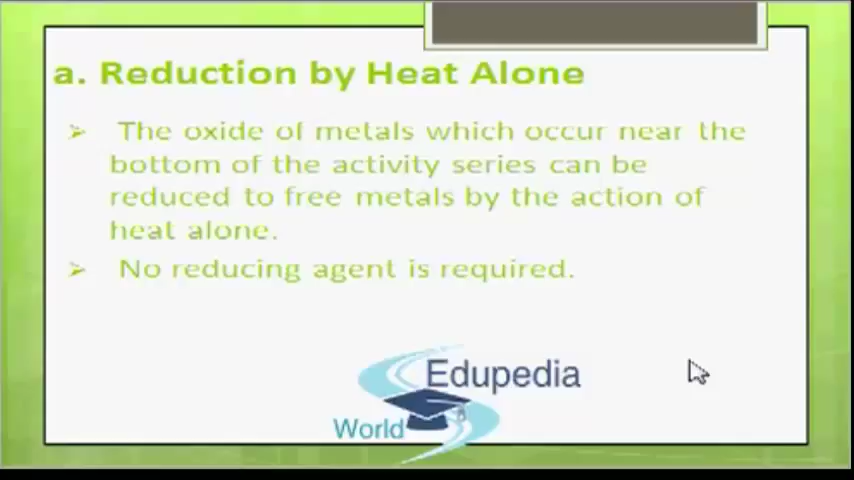 a. Reduction by Heat Alone
➢ The oxide of metals which occur near the
bottom of the activity series can be
reduced to free metals by the action of
heat alone.
➢ No reducing agent is required.
Edupedia
World